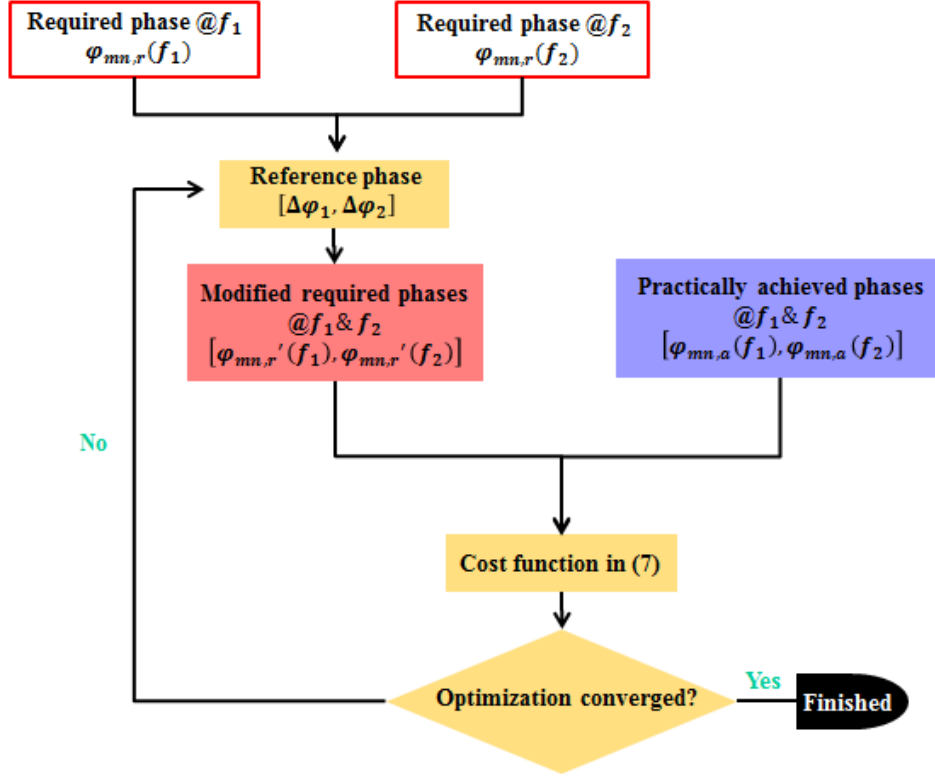 Required phase @f₁
φₘₙ,ᵣ(f₁)
Required phase @f₂
φₘₙ,ᵣ(f₂)
Reference phase
[Δφ₁, Δφ₂]
Modified required phases
@f₁ & f₂
[φₘₙ,ᵣ′(f₁), φₘₙ,ᵣ′(f₂)]
Practically achieved phases
@f₁ & f₂
[φₘₙ,ₐ(f₁), φₘₙ,ₐ(f₂)]
No
Cost function in (7)
Optimization converged?
Yes
Finished